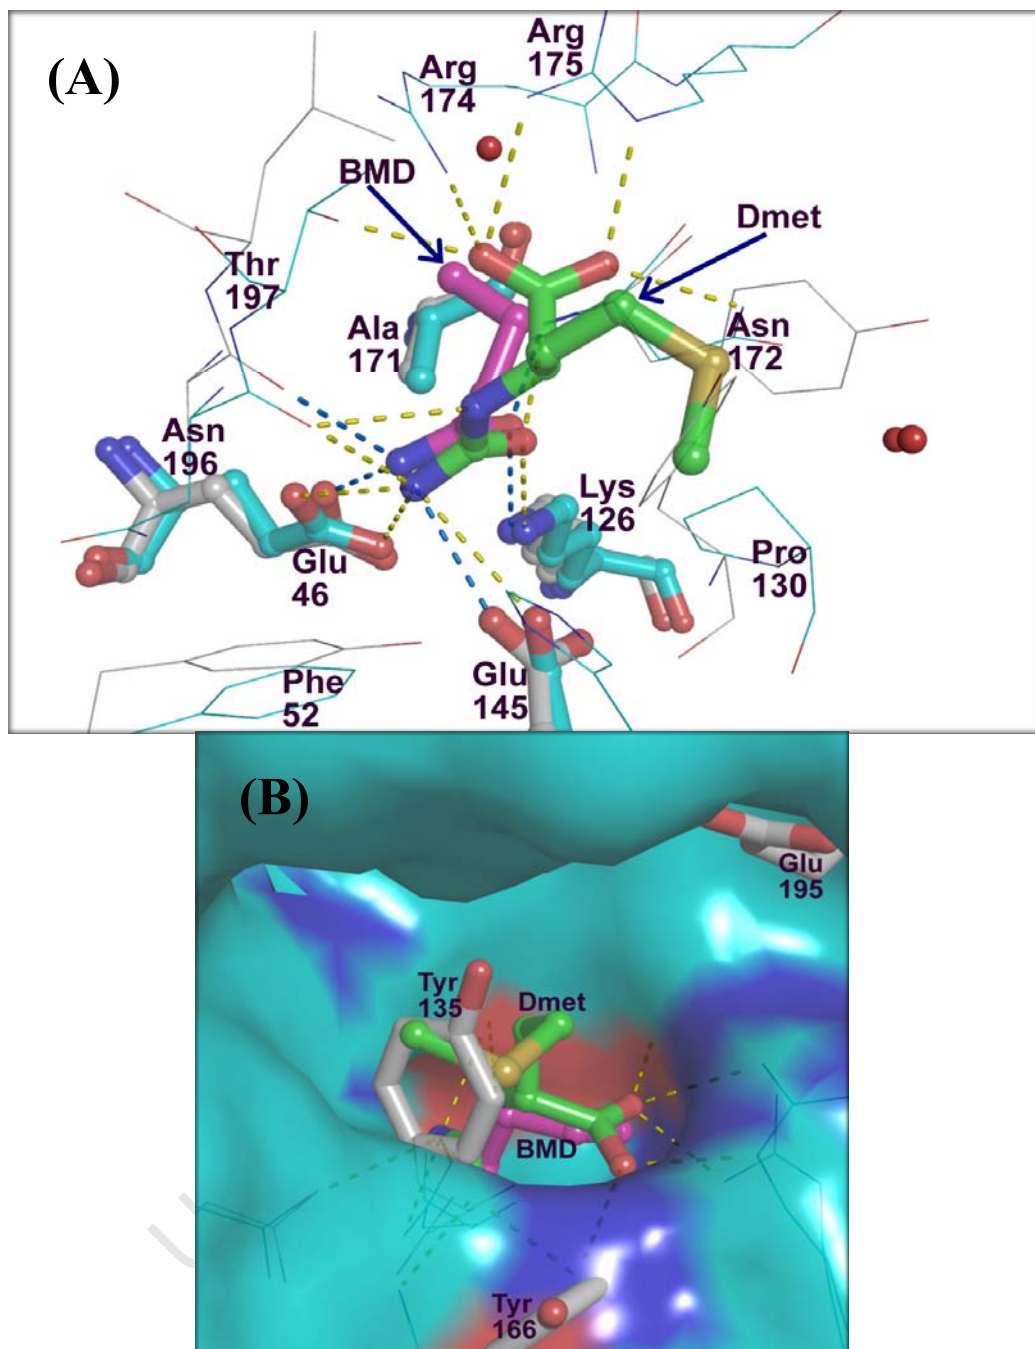 (A)
Arg
175
Arg
174
BMD
Dmet
Thr
197
Ala
171
Asn
172
Asn
196
Lys
126
Glu
46
Pro
130
Phe
52
Glu
145
(B)
Glu
195
Tyr
135
Dmet
BMD
Tyr
166